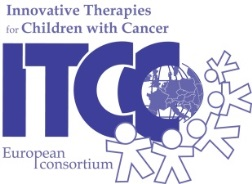 Innovative Therapies
for Children with Cancer
ITCC
European
consortium